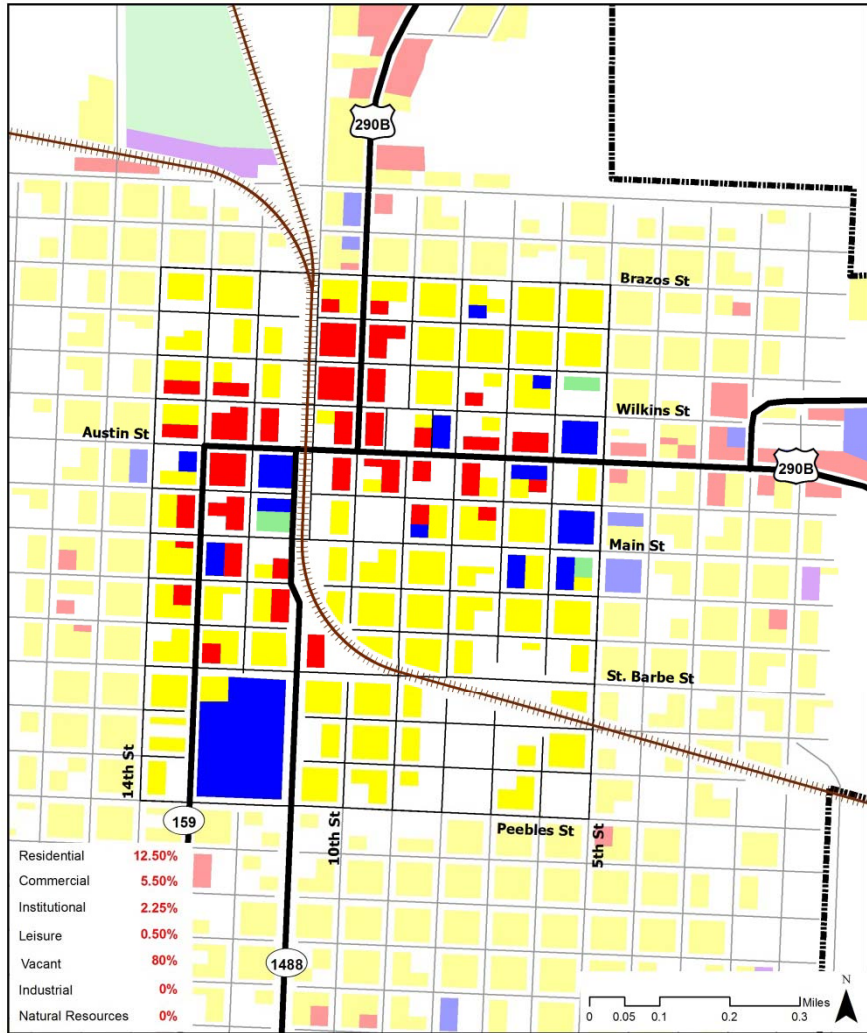 290B
Brazos St
Wilkins St
Austin St
290B
Main St
St. Barbe St
14th St
159
10th St
Peebles St
5th St
Residential 12.50%
Commercial 5.50%
Institutional 2.25%
Leisure 0.50%
Vacant 80%
Industrial 0%
Natural Resources 0%
1488
N
Miles
0 0.05 0.1 0.2 0.3